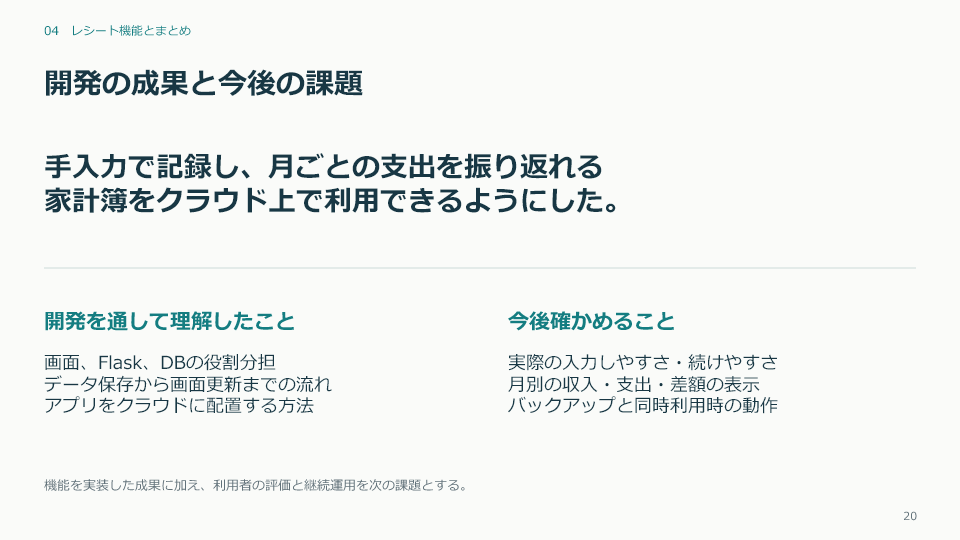 04 レシート機能とまとめ
開発の成果と今後の課題
手入力で記録し、月ごとの支出を振り返れる
家計簿をクラウド上で利用できるようにした。
開発を通して理解したこと
画面、Flask、DBの役割分担
データ保存から画面更新までの流れ
アプリをクラウドに配置する方法
今後確かめること
実際の入力しやすさ・続けやすさ
月別の収入・支出・差額の表示
バックアップと同時利用時の動作
機能を実装した成果に加え、利用者の評価と継続運用を次の課題とする。
20